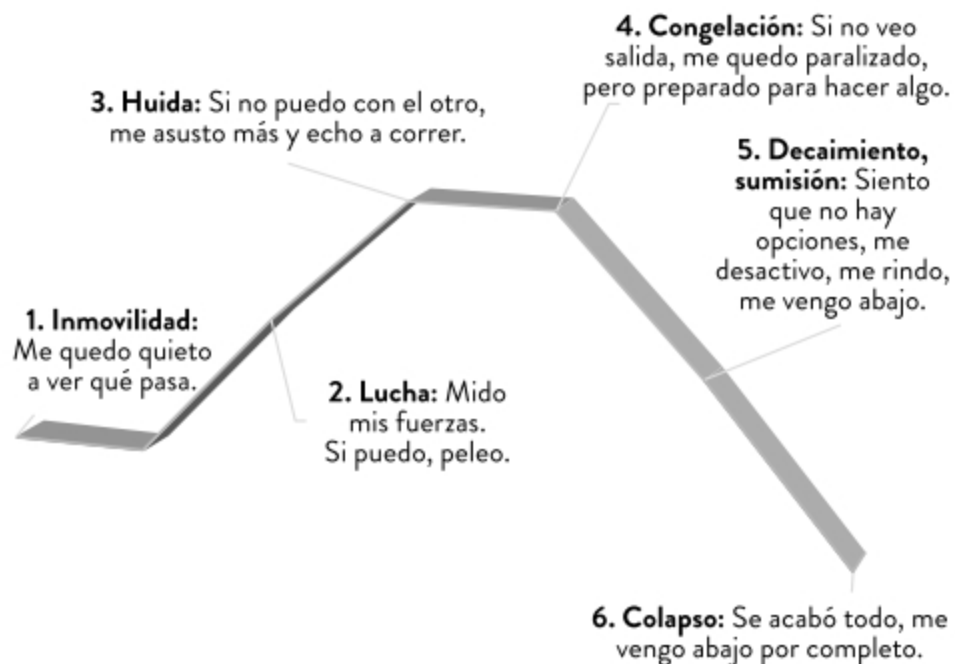 1. Inmovilidad:
Me quedo quieto
a ver qué pasa.
2. Lucha: Mido
mis fuerzas.
Si puedo, peleo.
3. Huida: Si no puedo con el otro,
me asusto más y echo a correr.
4. Congelación: Si no veo
salida, me quedo paralizado,
pero preparado para hacer algo.
5. Decaimiento,
sumisión: Siento
que no hay
opciones, me
desactivo, me rindo,
me vengo abajo.
6. Colapso: Se acabó todo, me
vengo abajo por completo.